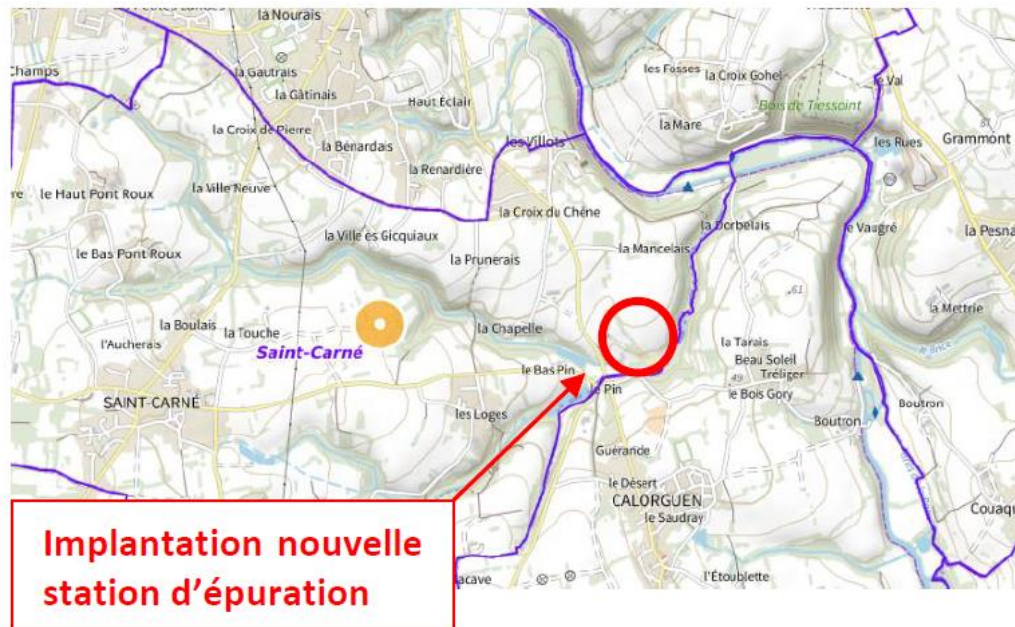 la Nourais
la Gautrais
la Gâtinais
Champs
Haut Eclair
les Fosses
la Croix Gohel
le Val
Bois de Tressaint
Grammont
la Mare
les Rues
la Croix de Pierre
la Bénardais
les Villots
la Renardière
le Haut Pont Roux
la Ville Neuve
la Croix du Chêne
la Dorbelais
le Vaugré
la Pesna
la Ville ès Gicquiaux
la Mancelais
le Bas Pont Roux
la Prunerais
61
la Mettrie
la Boulais
la Touche
la Chapelle
l'Aucherais
Saint-Carné
la Tarais
Beau Soleil
Tréliger
le Bas Pin
le Pin
49
le Bois Gory
SAINT-CARNÉ
les Loges
Boutron
Boutron
Guérande
le Désert
CALORGUEN
le Saudray
Couaq
l'Étoublette
acave
Implantation nouvelle
station d'épuration